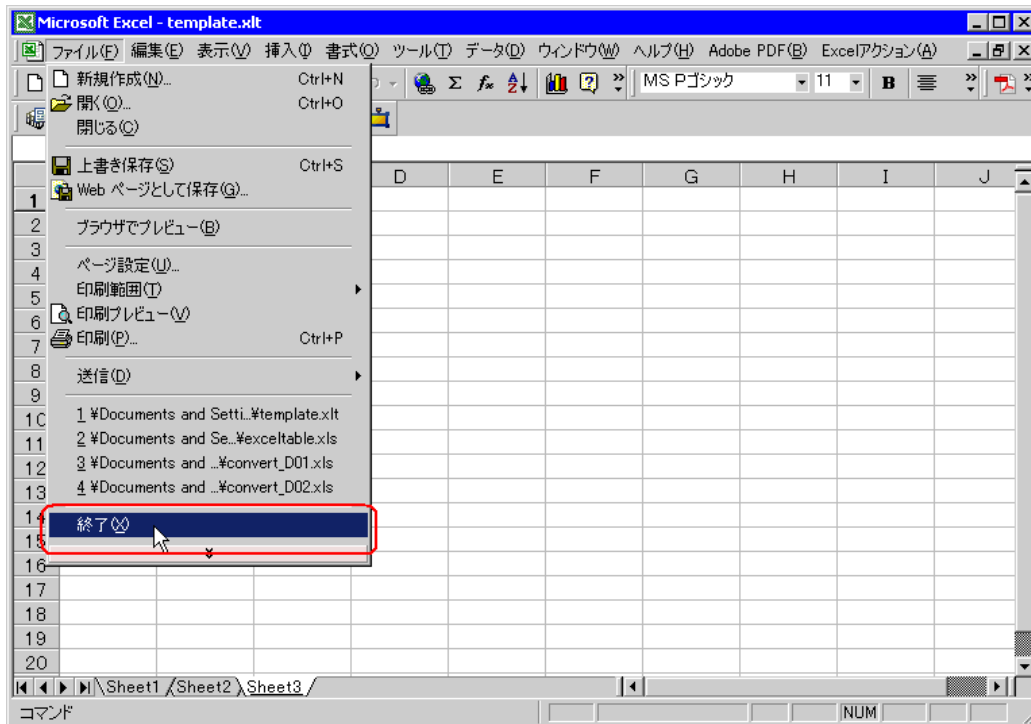 Microsoft Excel - template.xlt
ファイル(F) 編集(E) 表示(V) 挿入(I) 書式(O) ツール(T) データ(D) ウィンドウ(W) ヘルプ(H) Adobe PDF(B) Excelアクション(A)
MS Pゴシック 11 B
新規作成(N)... Ctrl+N
開く(O)... Ctrl+O
閉じる(C)
上書き保存(S) Ctrl+S
Web ページとして保存(G)...
ブラウザでプレビュー(B)
ページ設定(U)...
印刷範囲(T)
印刷プレビュー(V)
印刷(P)... Ctrl+P
送信(D)
1 ¥Documents and Setti...¥template.xlt
2 ¥Documents and Se...¥exceltable.xls
3 ¥Documents and ...¥convert_D01.xls
4 ¥Documents and ...¥convert_D02.xls
終了(X)
D E F G H I J
1
2
3
4
5
6
7
8
9
10
11
12
13
14
15
16
17
18
19
20
Sheet1 Sheet2 Sheet3
コマンド NUM